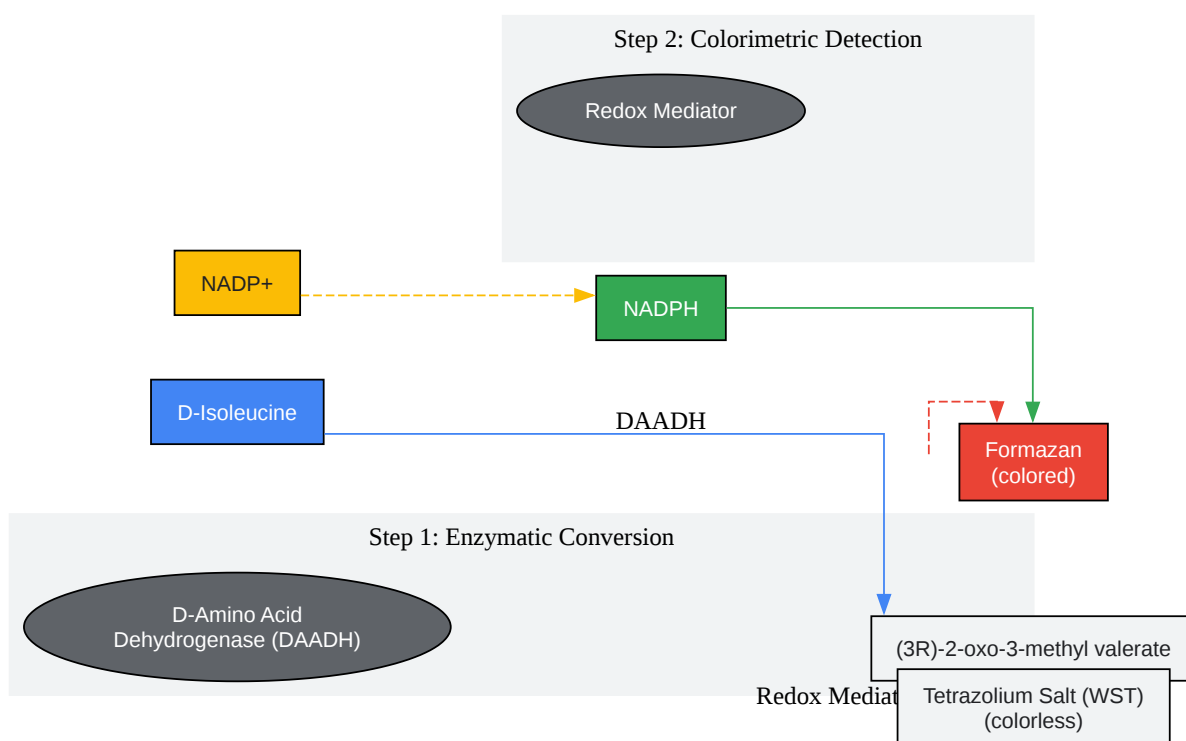 Step 2: Colorimetric Detection
Redox Mediator
NADP+
NADPH
D-Isoleucine
DAADH
Formazan
(colored)
Step 1: Enzymatic Conversion
D-Amino Acid
Dehydrogenase (DAADH)
(3R)-2-oxo-3-methyl valerate
Redox
Tetrazolium Salt (WST)
(colorless)